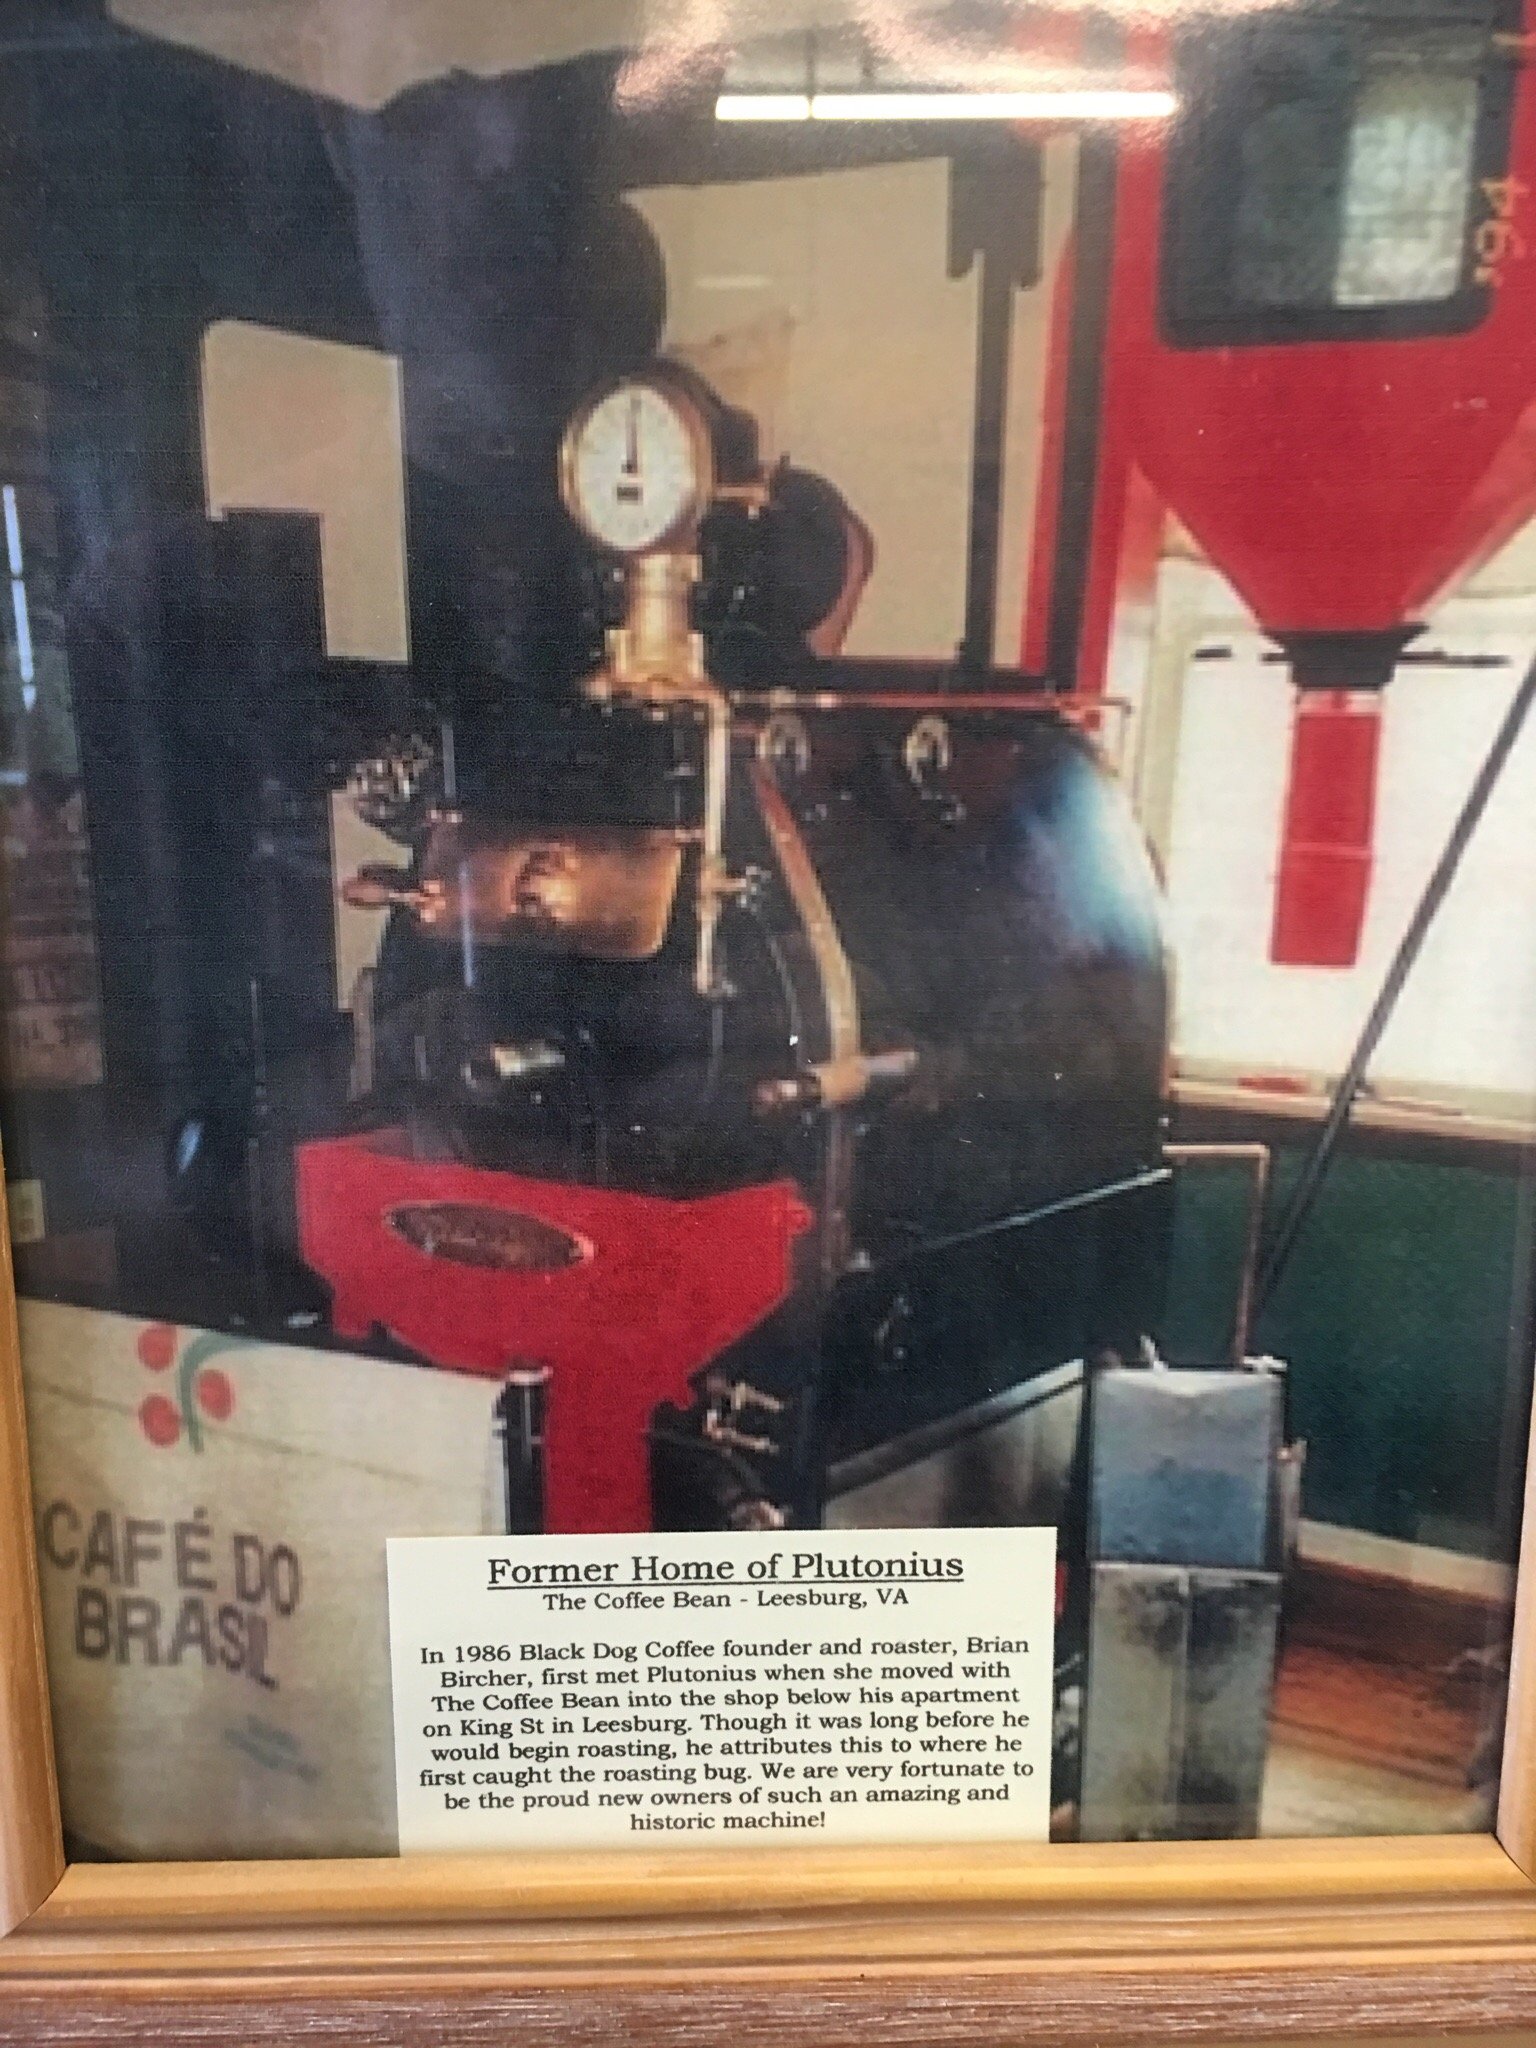 '94
CAFÉ DO
BRASIL
Former Home of Plutonius
The Coffee Bean - Leesburg, VA
In 1986 Black Dog Coffee founder and roaster, Brian
Bircher, first met Plutonius when she moved with
The Coffee Bean into the shop below his apartment
on King St in Leesburg. Though it was long before he
would begin roasting, he attributes this to where he
first caught the roasting bug. We are very fortunate to
be the proud new owners of such an amazing and
historic machine!